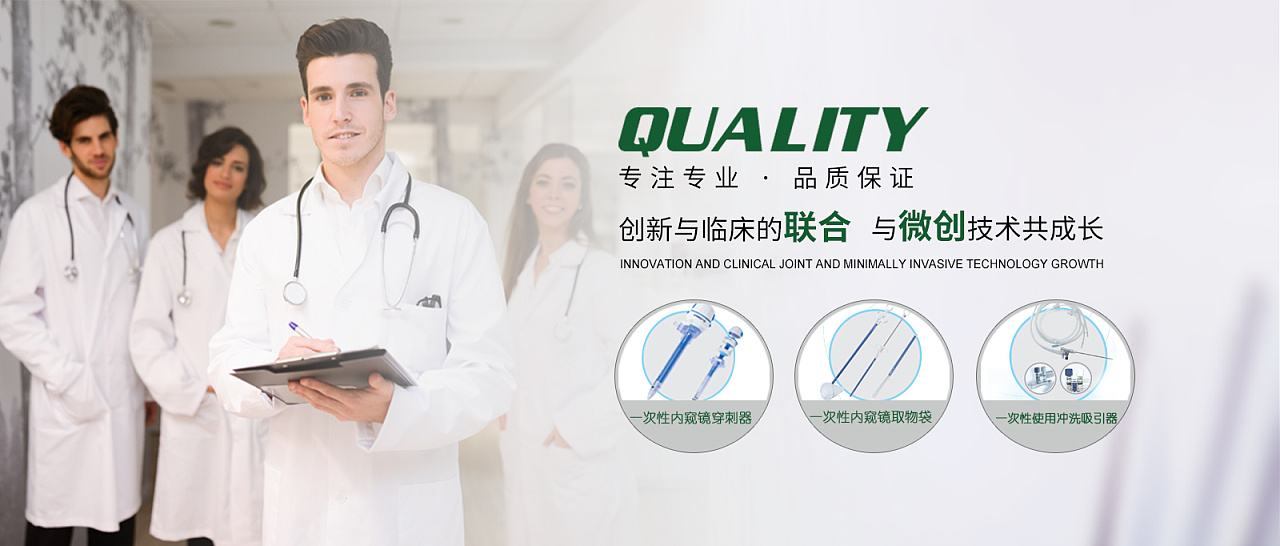 QUALITY
专注专业 · 品质保证
创新与临床的联合 与微创技术共成长
INNOVATION AND CLINICAL JOINT AND MINIMALLY INVASIVE TECHNOLOGY GROWTH
一次性内窥镜穿刺器
一次性内窥镜取物袋
一次性使用冲洗吸引器